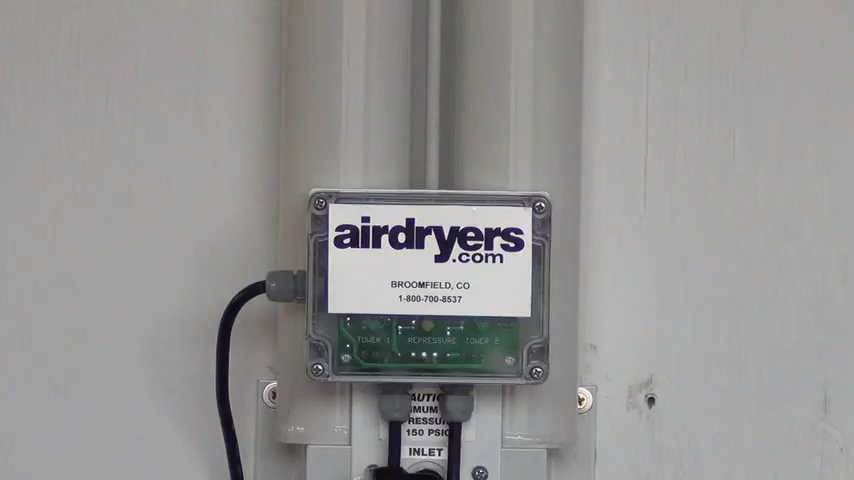 airdryers
.com
BROOMFIELD, CO
1-800-700-8537
TOWER 1 REPRESSURE TOWER 2
150 PSIG
INLET